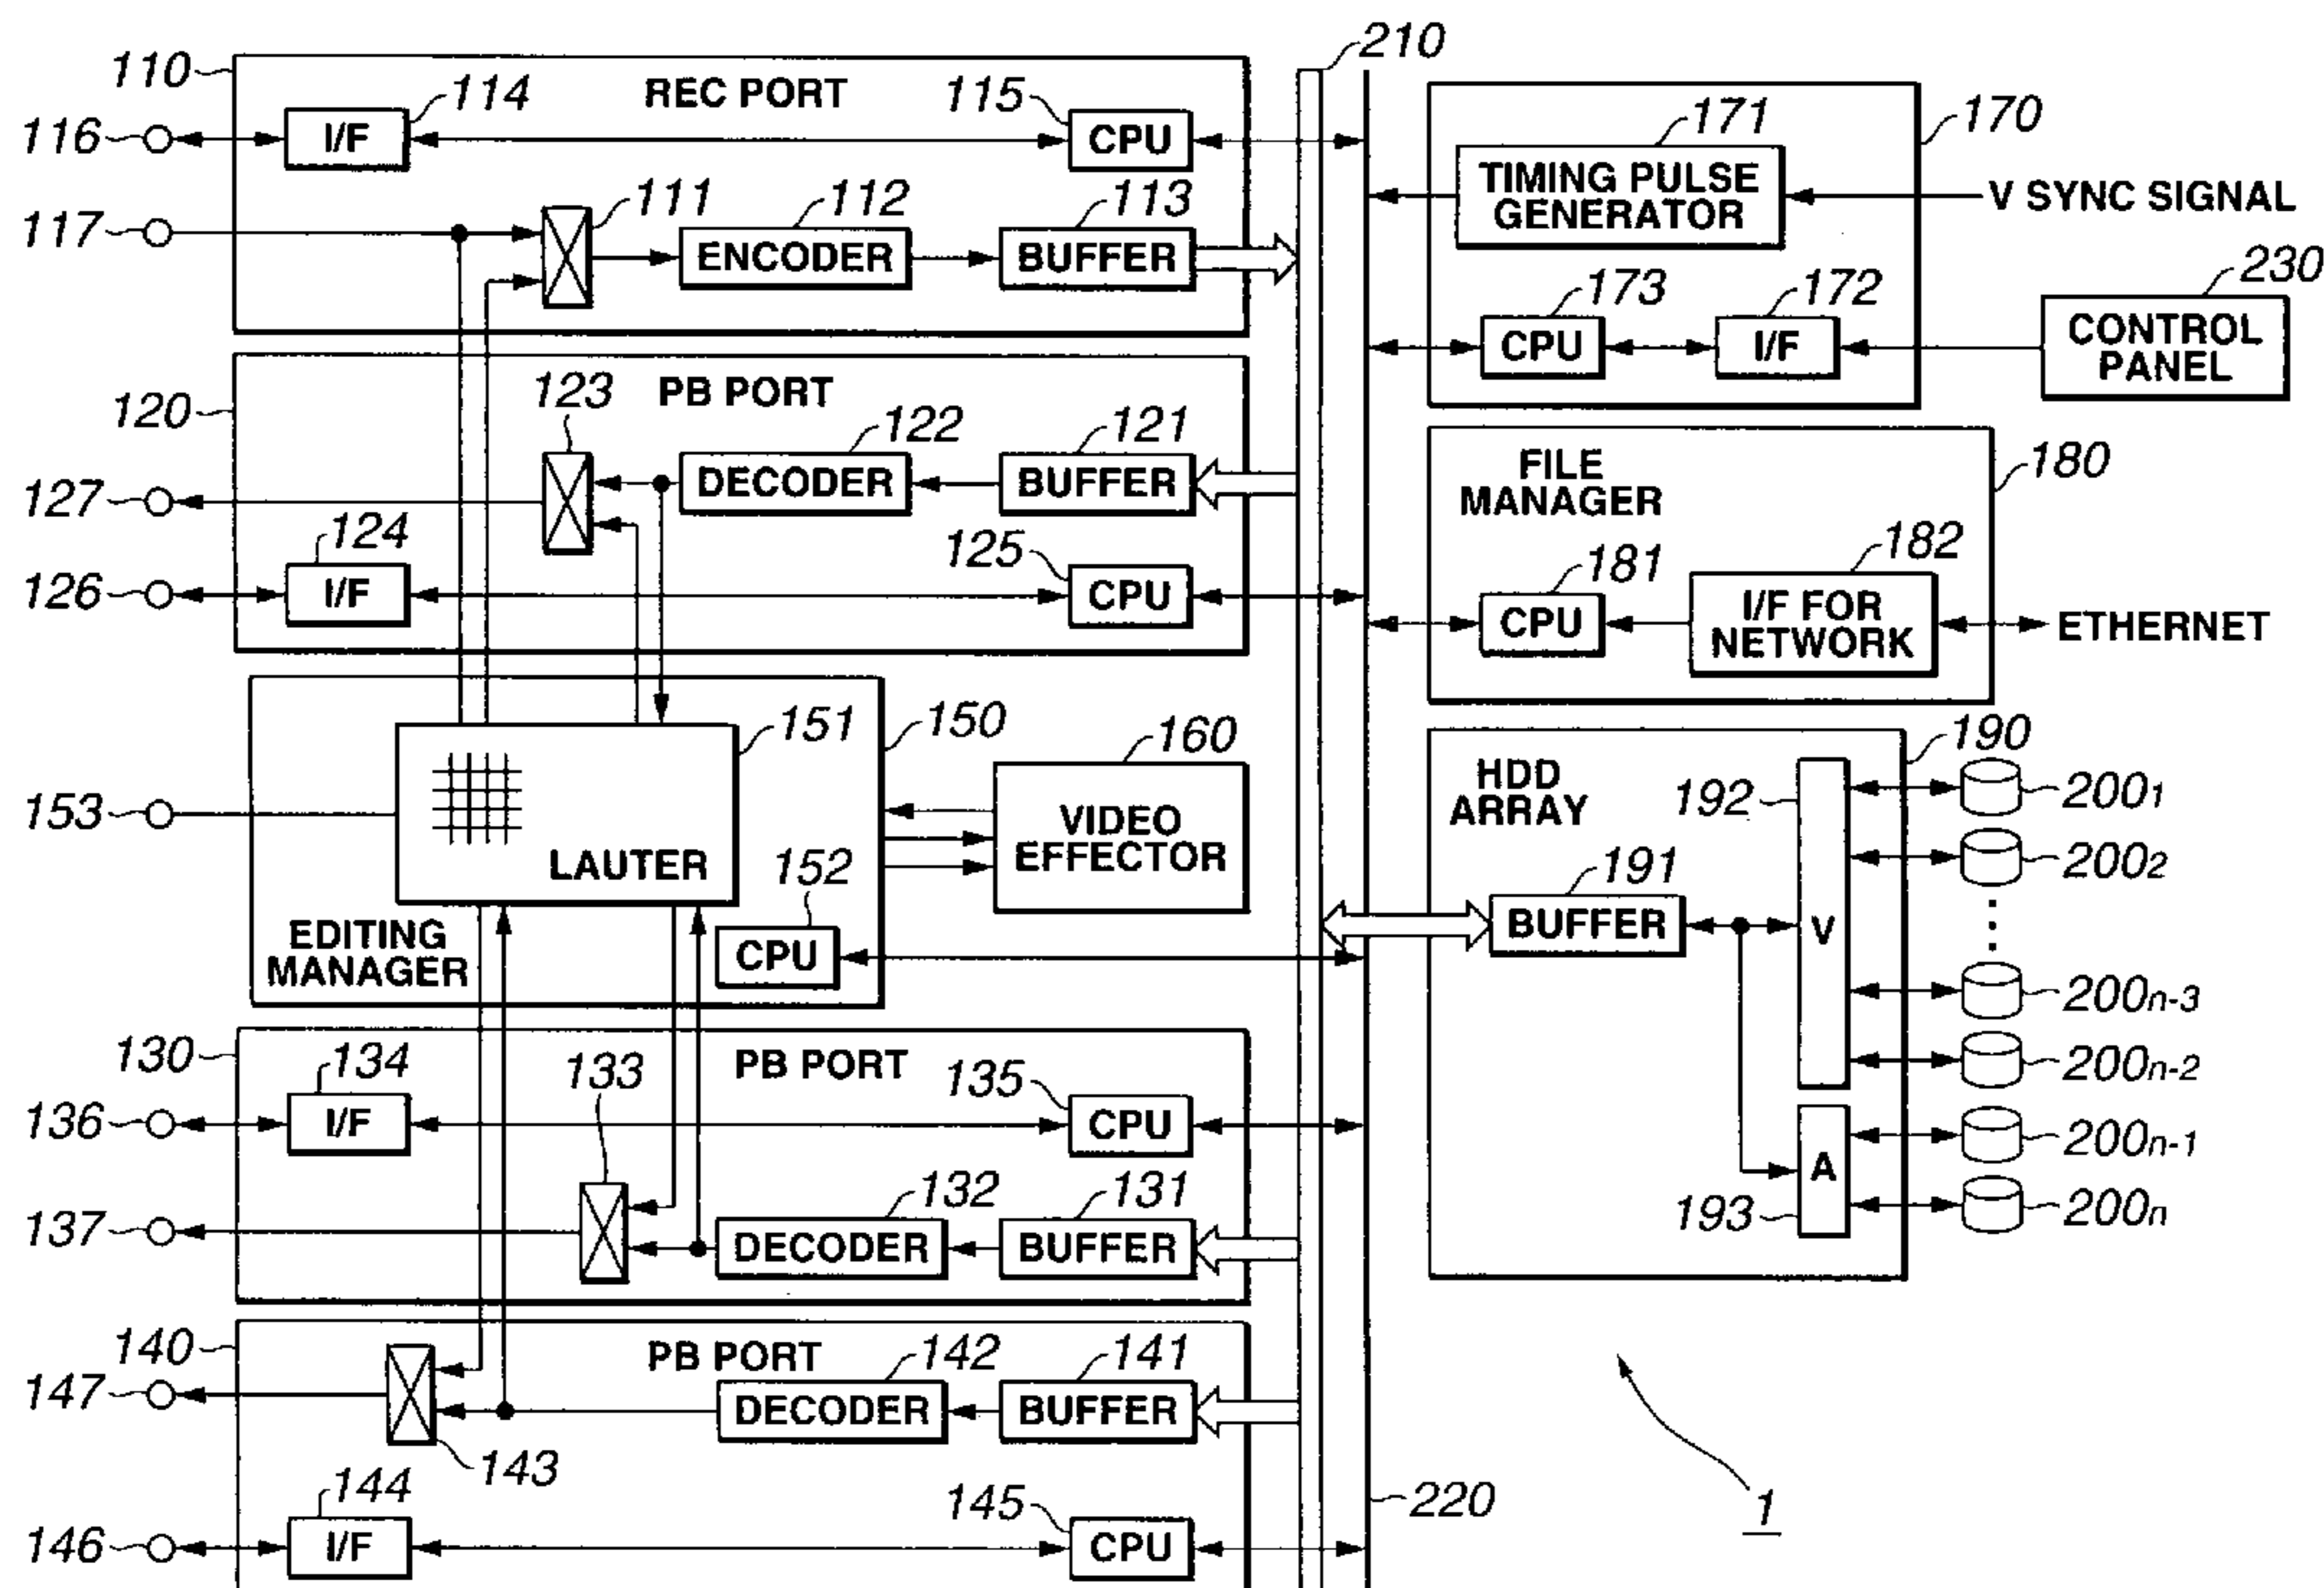 210
110
REC PORT
114
115
116
I/F
CPU
117
111
112
113
ENCODER
BUFFER
170
171
TIMING PULSE
GENERATOR
V SYNC SIGNAL
173
172
230
CPU
I/F
CONTROL
PANEL
120
PB PORT
123
122
121
127
DECODER
BUFFER
124
125
126
I/F
CPU
FILE
MANAGER
180
181
182
CPU
I/F FOR
NETWORK
ETHERNET
151
150
160
153
LAUTER
VIDEO
EFFECTOR
152
EDITING
MANAGER
CPU
190
HDD
ARRAY
192
2001
2002
191
BUFFER
V
200n-3
200n-2
200n-1
A
193
200n
130
PB PORT
134
133
135
136
I/F
CPU
137
132
131
DECODER
BUFFER
140
PB PORT
142
141
147
DECODER
BUFFER
143
144
145
146
I/F
CPU
220
1